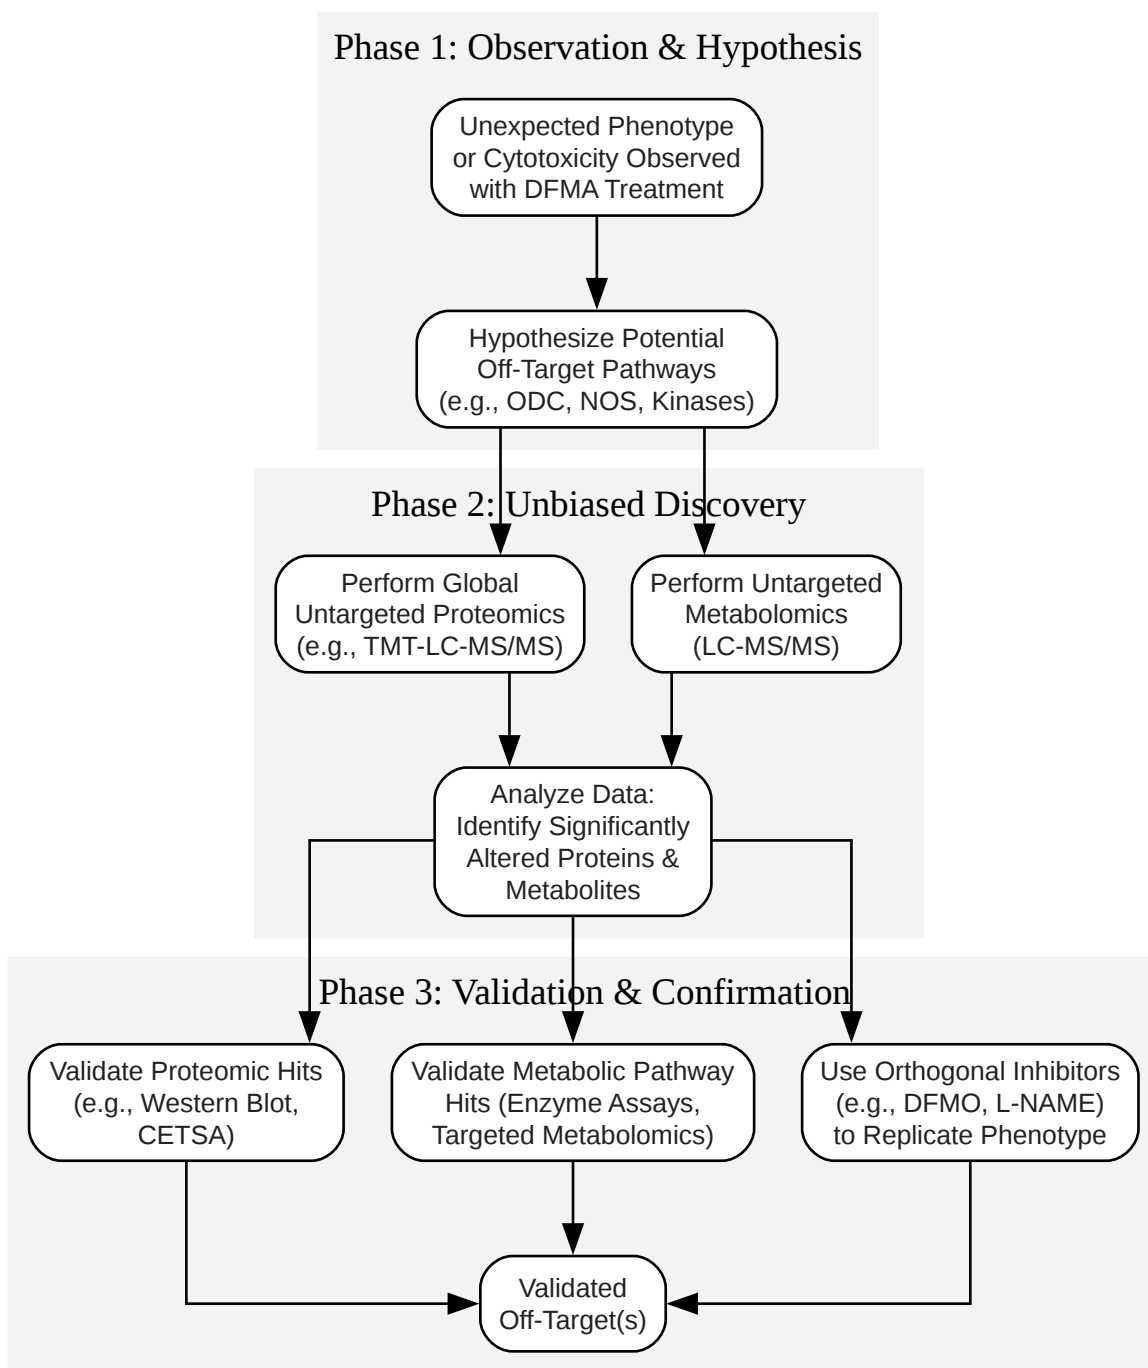 Phase 1: Observation & Hypothesis
Unexpected Phenotype
or Cytotoxicity Observed
with DFMA Treatment
Hypothesize Potential
Off-Target Pathways
(e.g., ODC, NOS, Kinases)
Phase 2: Unbiased Discovery
Perform Global
Untargeted Proteomics
(e.g., TMT-LC-MS/MS)
Perform Untargeted
Metabolomics
(LC-MS/MS)
Analyze Data:
Identify Significantly
Altered Proteins &
Metabolites
Phase 3: Validation & Confirmation
Validate Proteomic Hits
(e.g., Western Blot,
CETSA)
Validate Metabolic Pathway
Hits (Enzyme Assays,
Targeted Metabolomics)
Use Orthogonal Inhibitors
(e.g., DFMO, L-NAME)
to Replicate Phenotype
Validated
Off-Target(s)